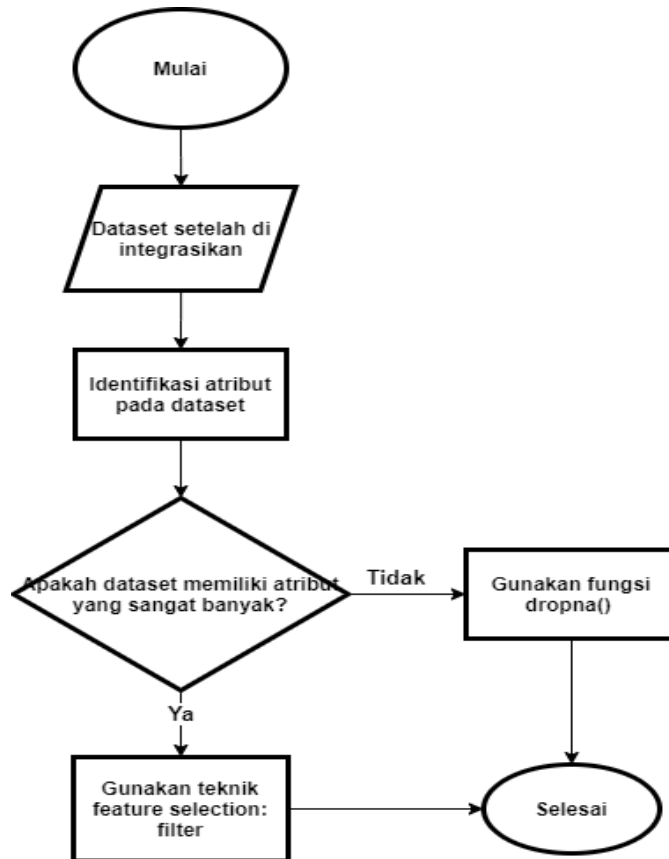 Mulai
Dataset setelah di
integrasikan
Identifikasi atribut
pada dataset
Apakah dataset memiliki atribut
yang sangat banyak?
Tidak
Gunakan fungsi
dropna()
Ya
Gunakan teknik
feature selection:
filter
Selesai